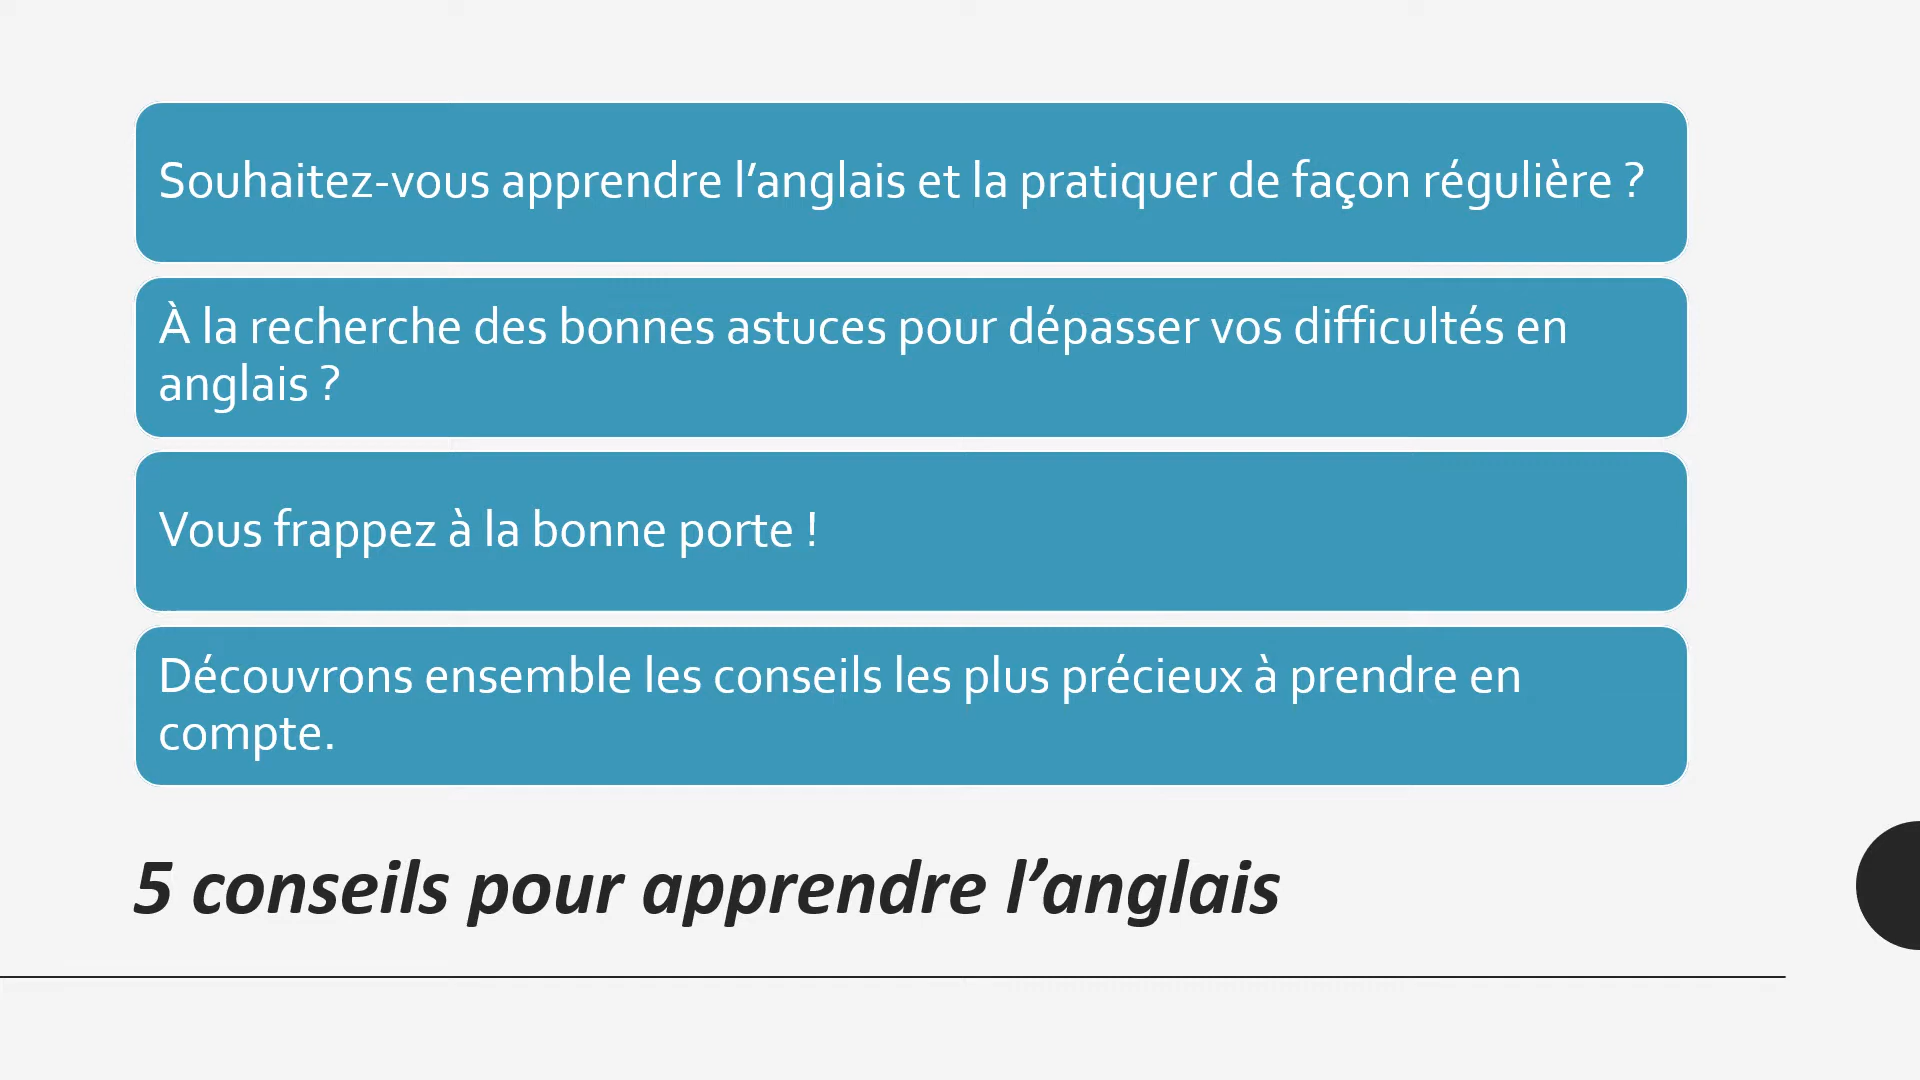 Souhaitez-vous apprendre l’anglais et la pratiquer de façon régulière ?
À la recherche des bonnes astuces pour dépasser vos difficultés en
anglais ?
Vous frappez à la bonne porte !
Découvrons ensemble les conseils les plus précieux à prendre en
compte.
5 conseils pour apprendre l’anglais